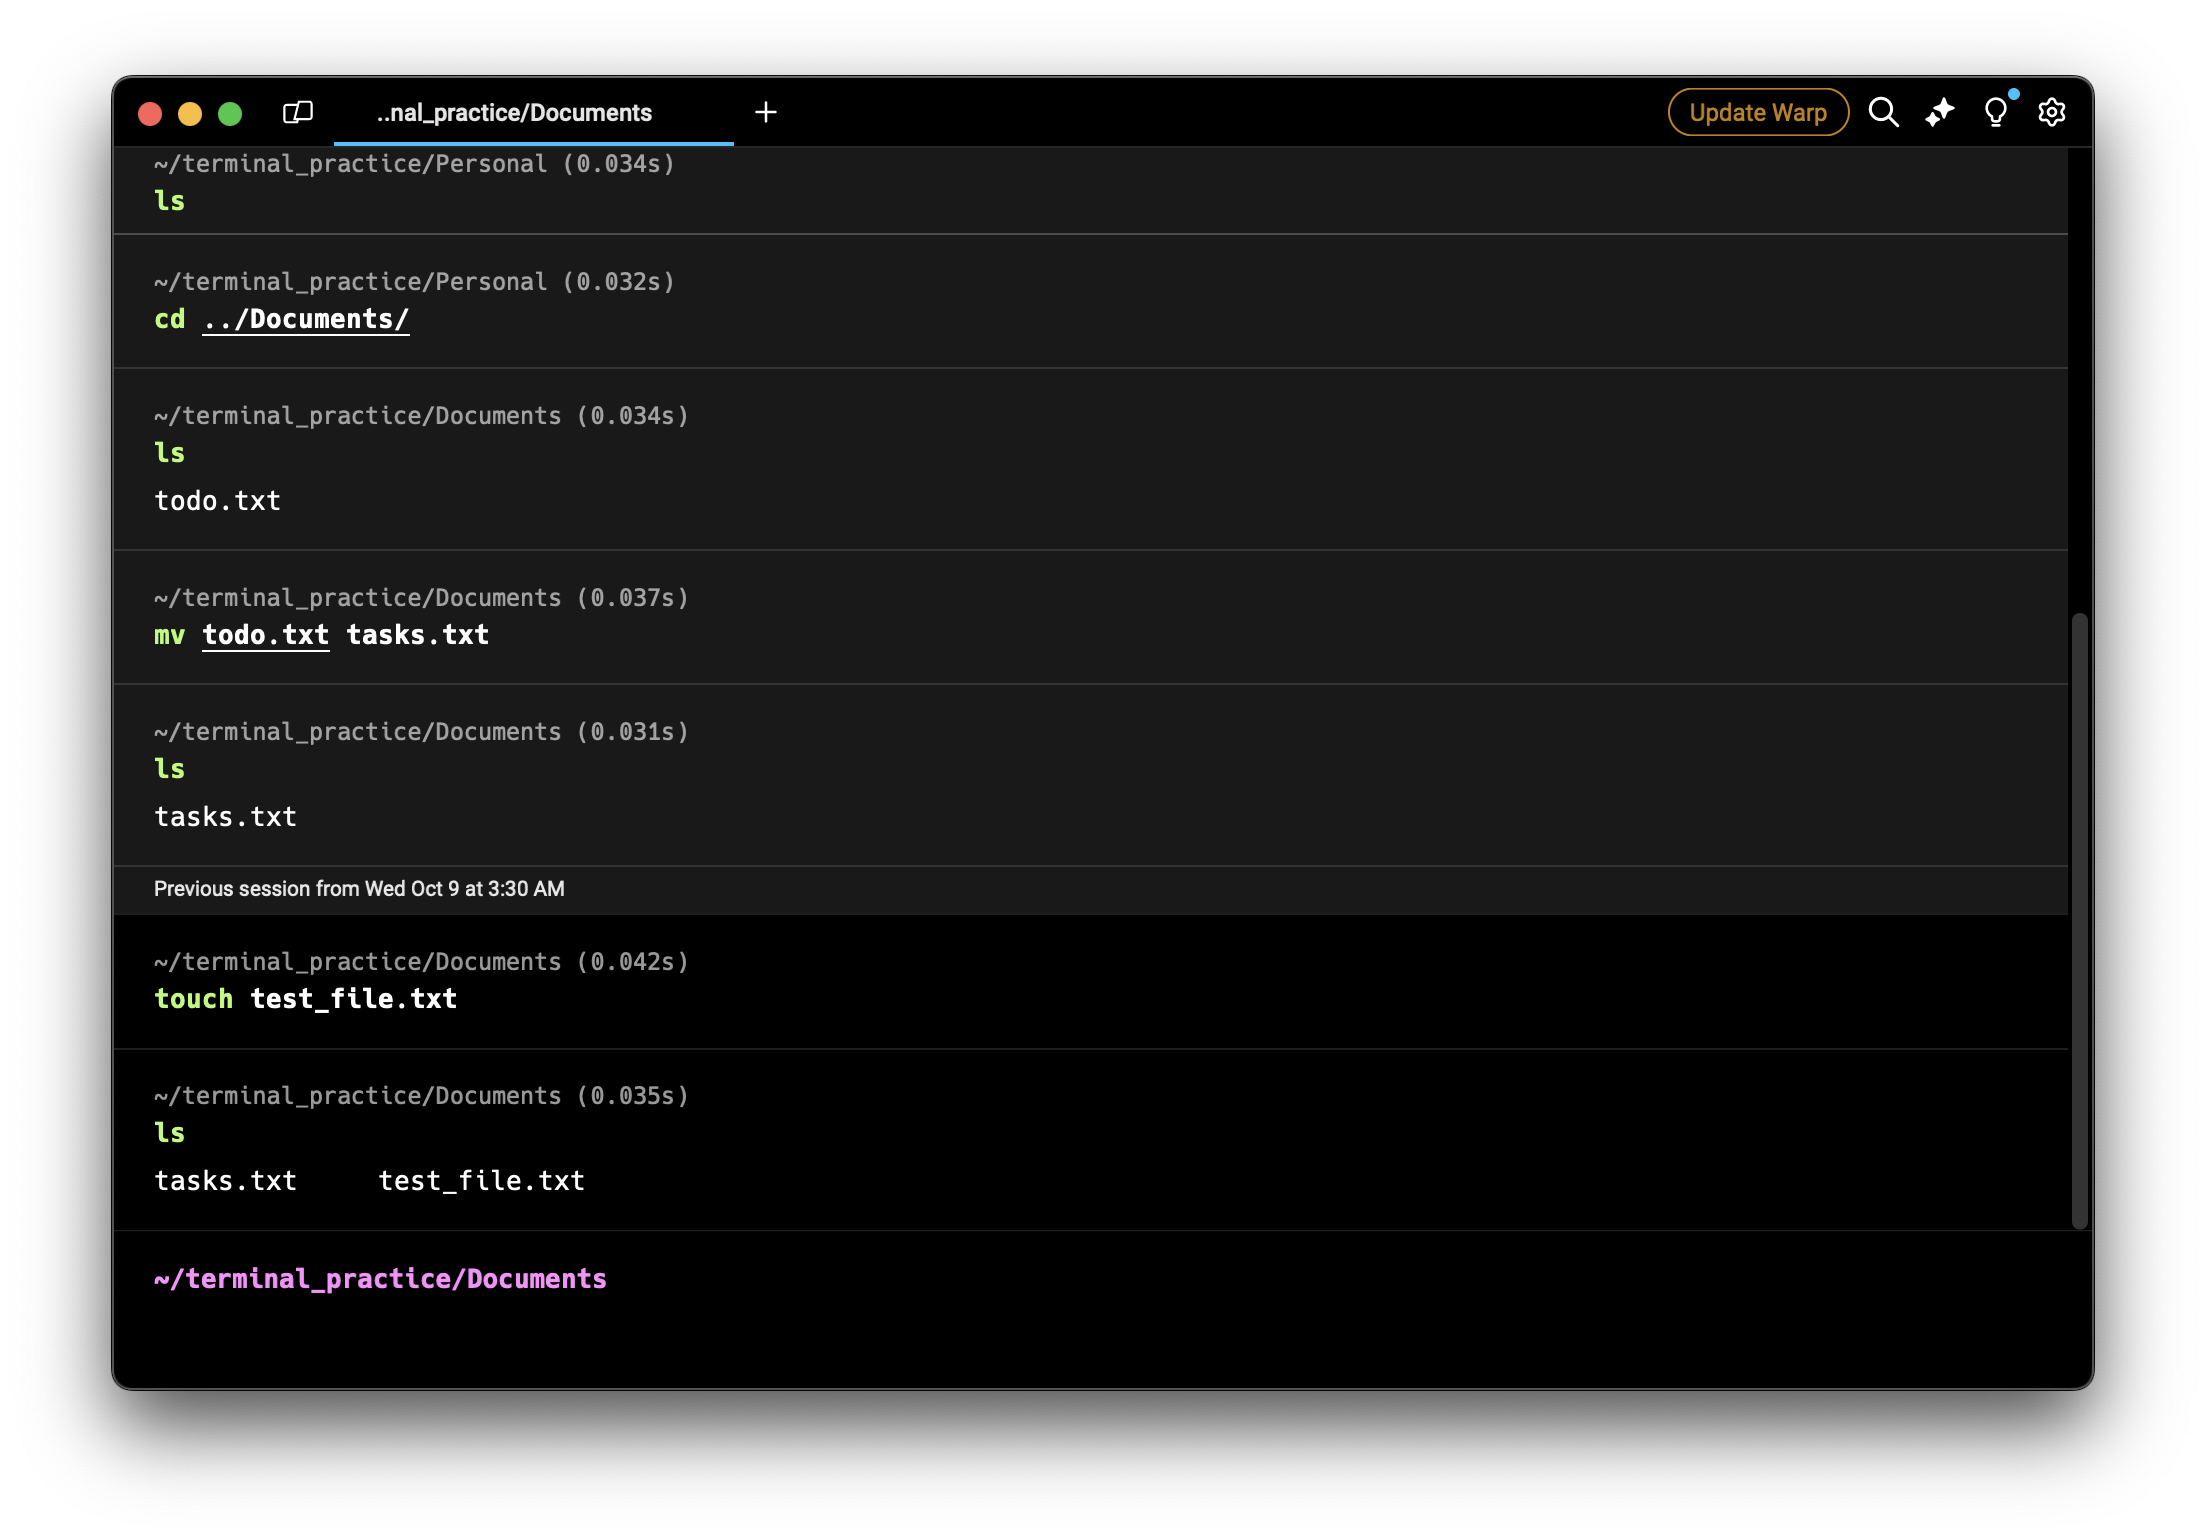 ..nal_practice/Documents
Update Warp
~/terminal_practice/Personal (0.034s)
ls
~/terminal_practice/Personal (0.032s)
cd ../Documents/
~/terminal_practice/Documents (0.034s)
ls
todo.txt
~/terminal_practice/Documents (0.037s)
mv todo.txt tasks.txt
~/terminal_practice/Documents (0.031s)
ls
tasks.txt
Previous session from Wed Oct 9 at 3:30 AM
~/terminal_practice/Documents (0.042s)
touch test_file.txt
~/terminal_practice/Documents (0.035s)
ls
tasks.txt     test_file.txt
~/terminal_practice/Documents